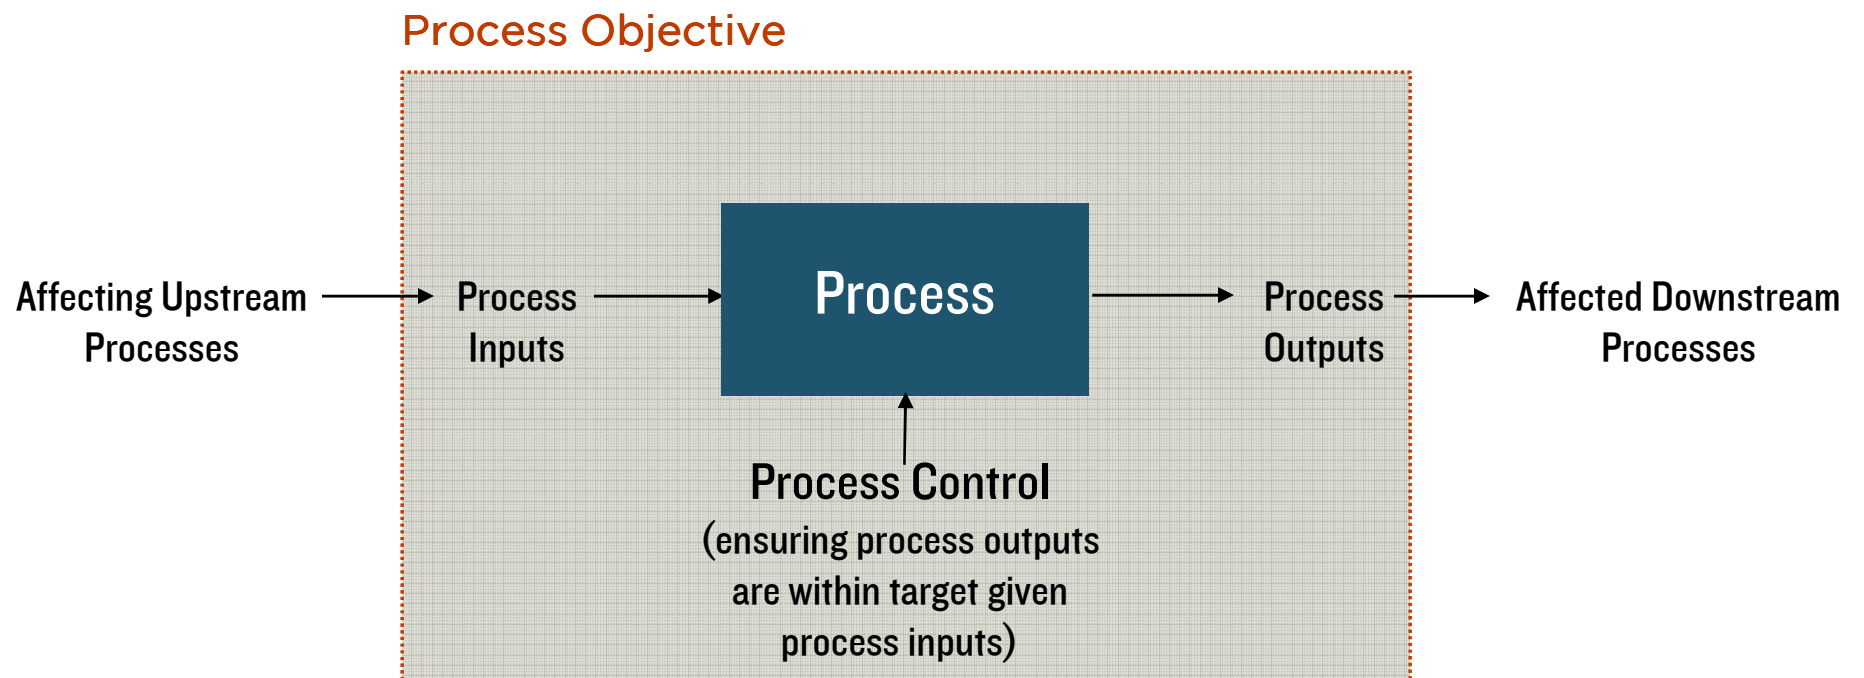 Process Objective
Affecting Upstream
Processes
Process
Inputs
Process
Process
Outputs
Affected Downstream
Processes
Process Control
(ensuring process outputs
are within target given
process inputs)